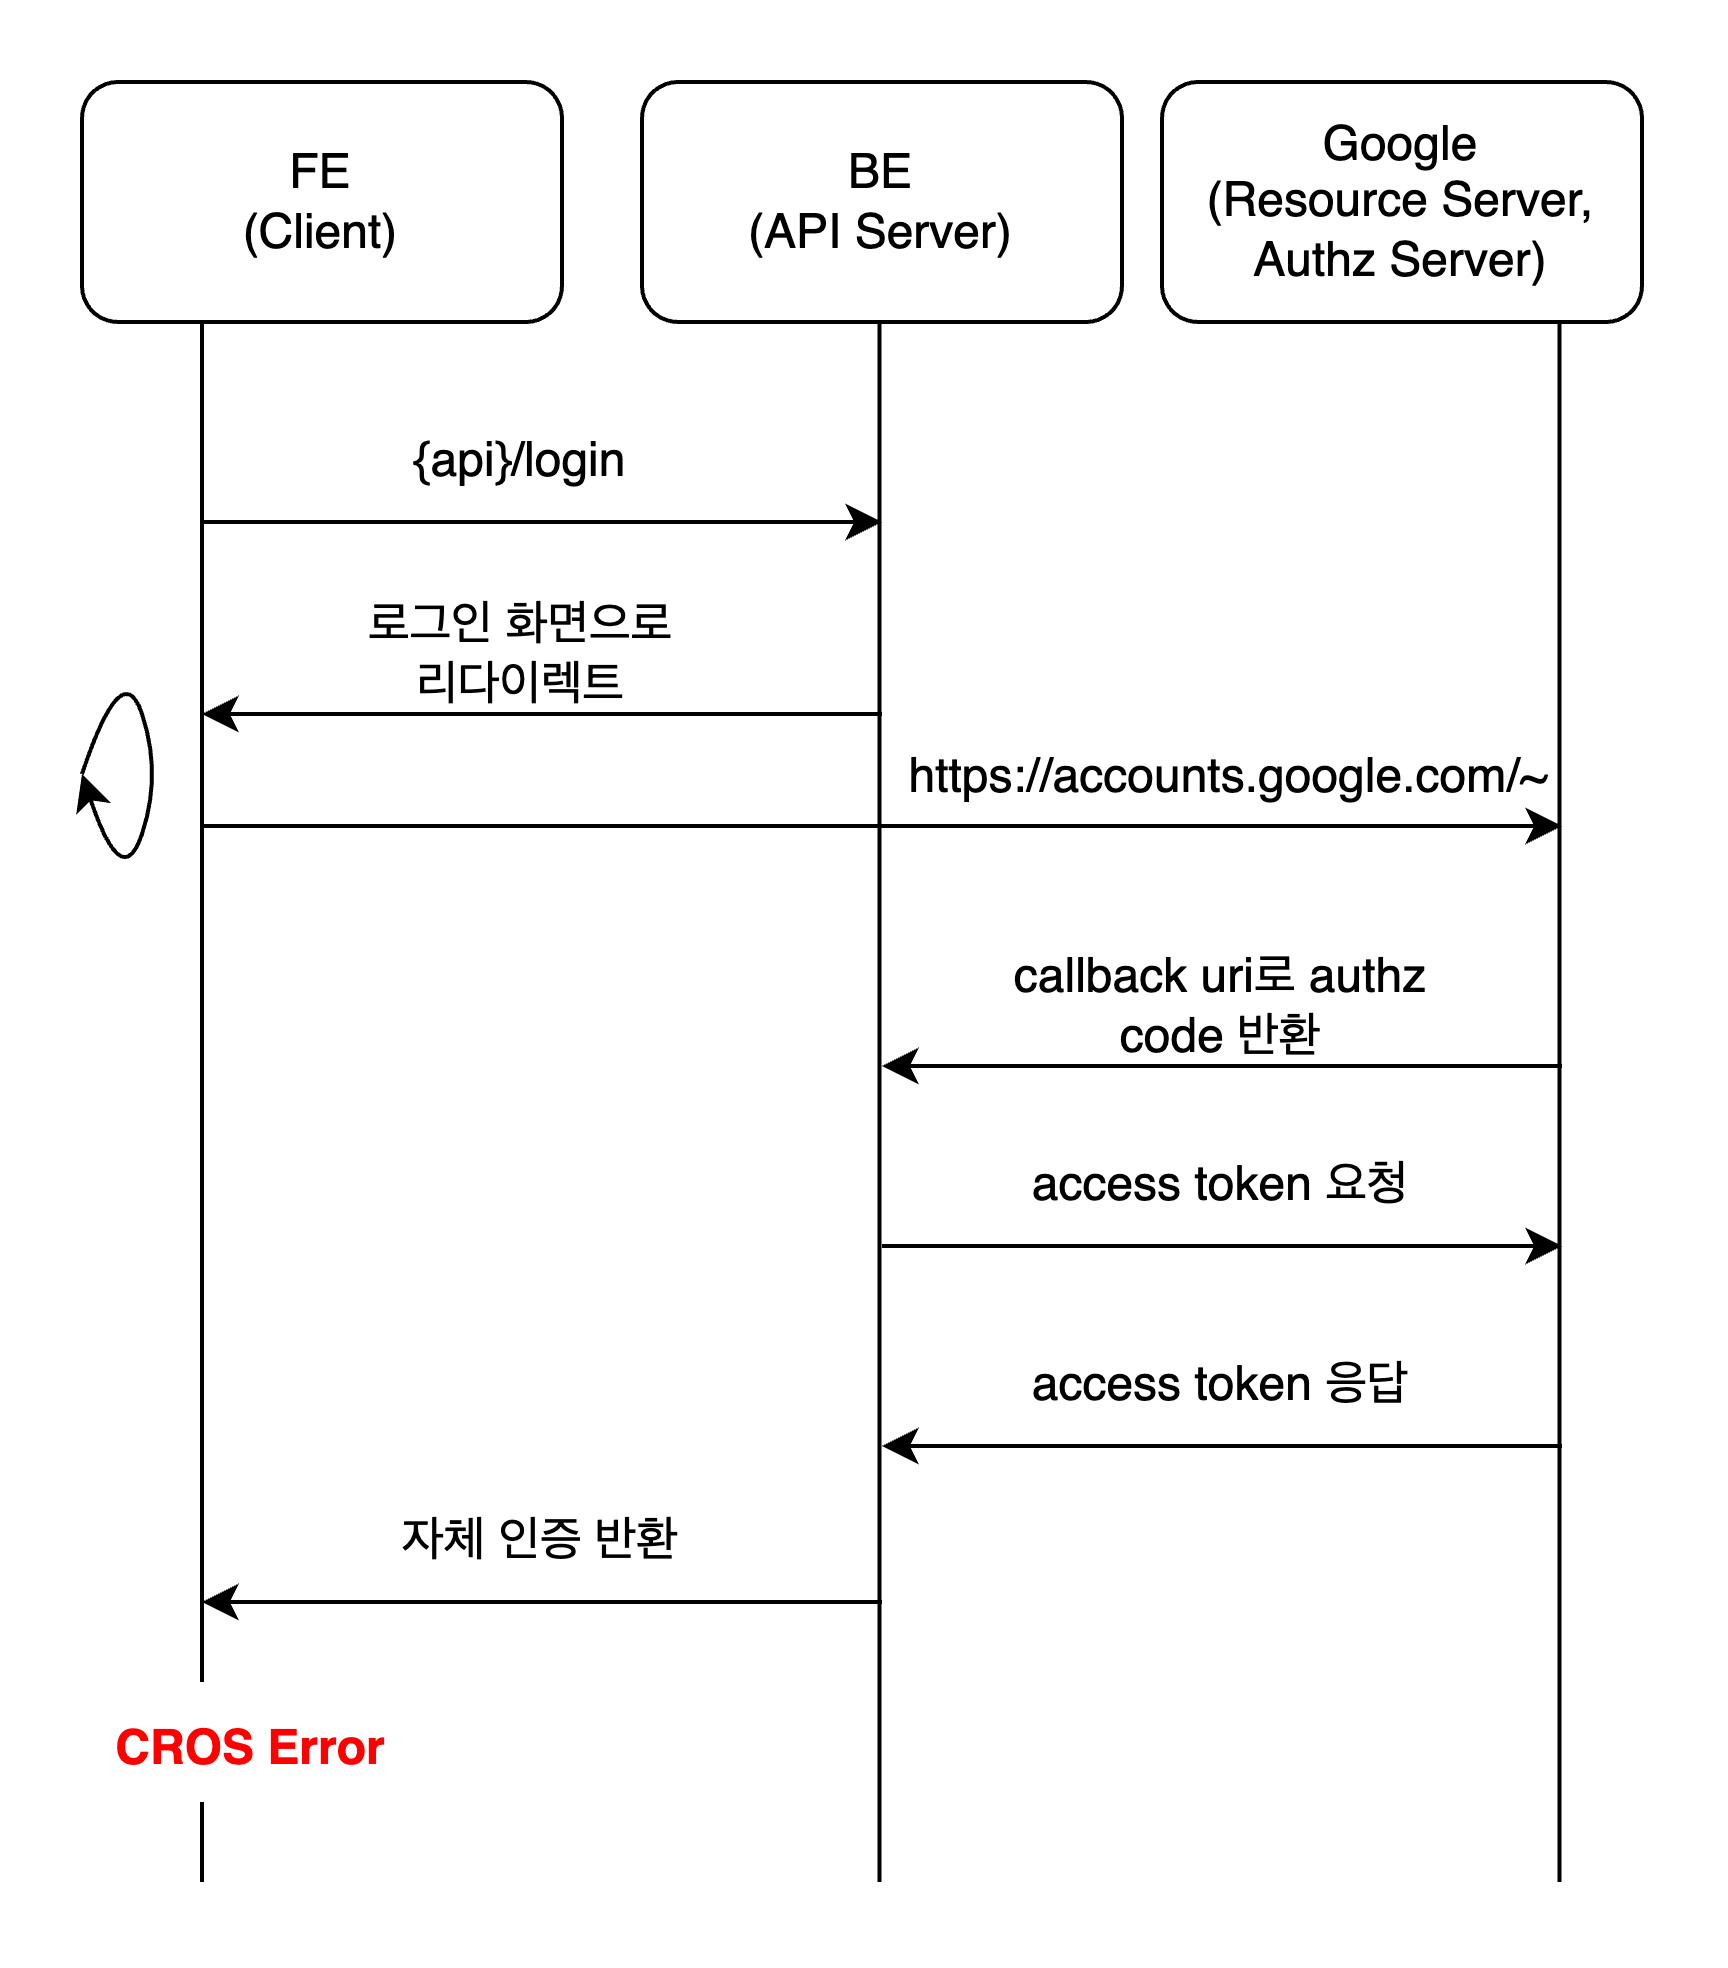 FE
(Client)
BE
(API Server)
Google
(Resource Server,
Authz Server)
{api}/login
로그인 화면으로
리다이렉트
https://accounts.google.com/~
callback uri로 authz
code 반환
access token 요청
access token 응답
자체 인증 반환
CROS Error